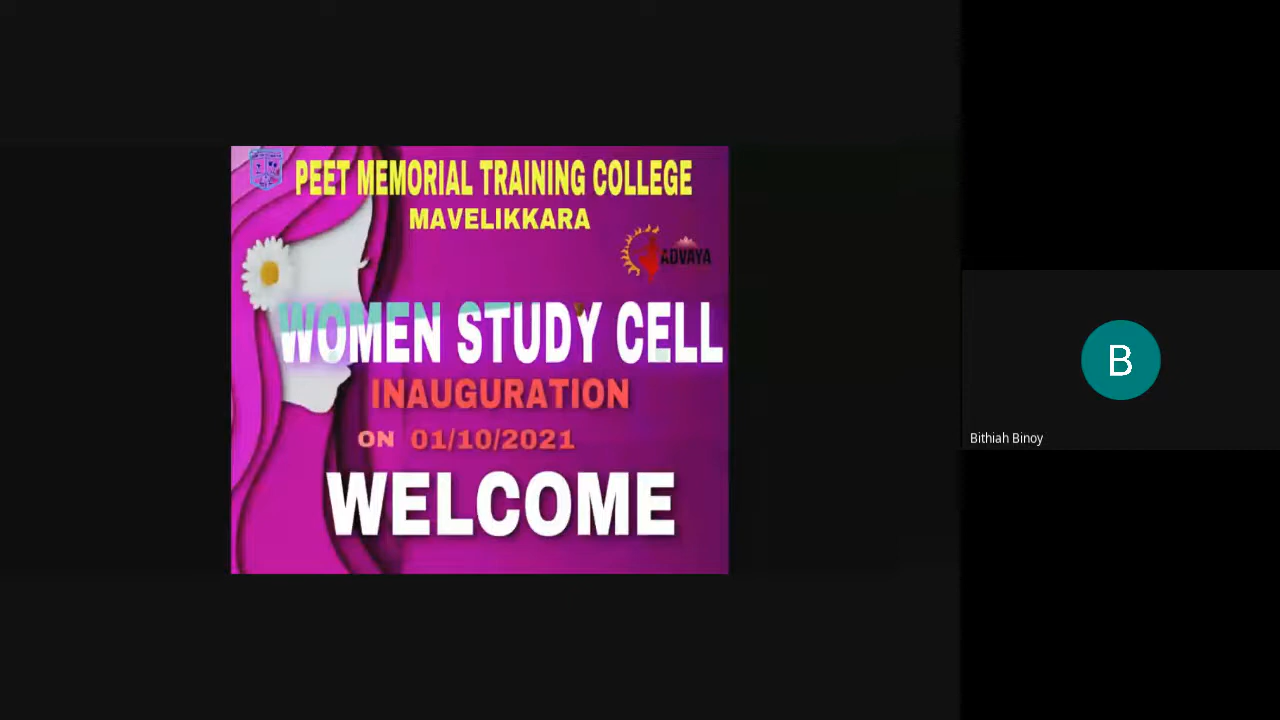 PEET MEMORIAL TRAINING COLLEGE
MAVELIKKARA
ADVAYA
WOMEN STUDY CELL
INAUGURATION
ON 01/10/2021
WELCOME
B
Bithiah Binoy